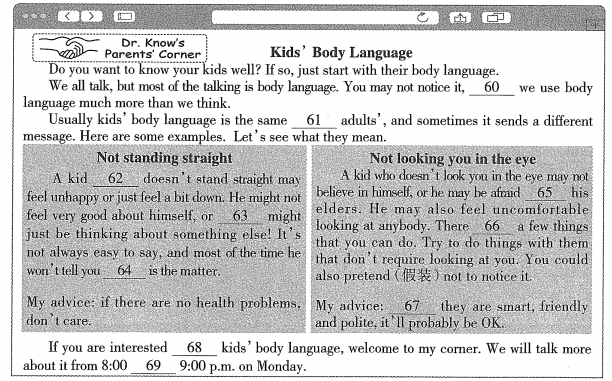 Dr. Know's
Parents' Corner
Kids' Body Language
Do you want to know your kids well? If so, just start with their body language.
We all talk, but most of the talking is body language. You may not notice it, 60 we use body
language much more than we think.
Usually kids' body language is the same 61 adults', and sometimes it sends a different
message. Here are some examples. Let's see what they mean.
Not standing straight
A kid 62 doesn't stand straight may
feel unhappy or just feel a bit down. He might not
feel very good about himself, or 63 might
just be thinking about something else! It's
not always easy to say, and most of the time he
won't tell you 64 is the matter.
My advice: if there are no health problems,
don't care.
Not looking you in the eye
A kid who doesn't look you in the eye may not
believe in himself, or he may be afraid 65 his
elders. He may also feel uncomfortable
looking at anybody. There 66 a few things
that you can do. Try to do things with them
that don't require looking at you. You could
also pretend (假装) not to notice it.
My advice: 67 they are smart, friendly
and polite, it'll probably be OK.
If you are interested 68 kids' body language, welcome to my corner. We will talk more
about it from 8:00 69 9:00 p.m. on Monday.